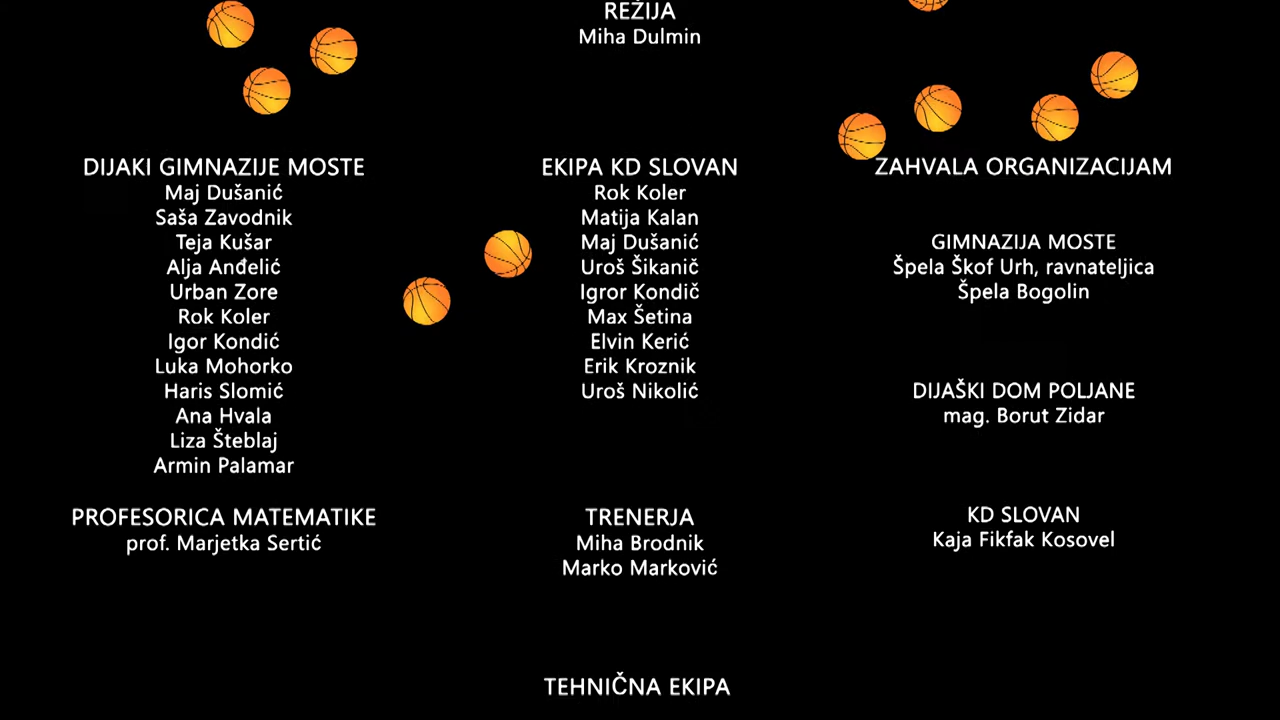 REŽIJA
Miha Dulmin
DIJAKI GIMNAZIJE MOSTE
Maj Dušanić
Saša Zavodnik
Teja Kušar
Alja Anđelić
Urban Zore
Rok Koler
Igor Kondić
Luka Mohorko
Haris Slomić
Ana Hvala
Liza Šteblaj
Armin Palamar
PROFESORICA MATEMATIKE
prof. Marjetka Sertić
EKIPA KD SLOVAN
Rok Koler
Matija Kalan
Maj Dušanić
Uroš Šikanič
Igror Kondič
Max Šetina
Elvin Kerić
Erik Kroznik
Uroš Nikolić
TRENERJA
Miha Brodnik
Marko Marković
ZAHVALA ORGANIZACIJAM
GIMNAZIJA MOSTE
Špela Škof Urh, ravnateljica
Špela Bogolin
DIJAŠKI DOM POLJANE
mag. Borut Zidar
KD SLOVAN
Kaja Fikfak Kosovel
TEHNIČNA EKIPA